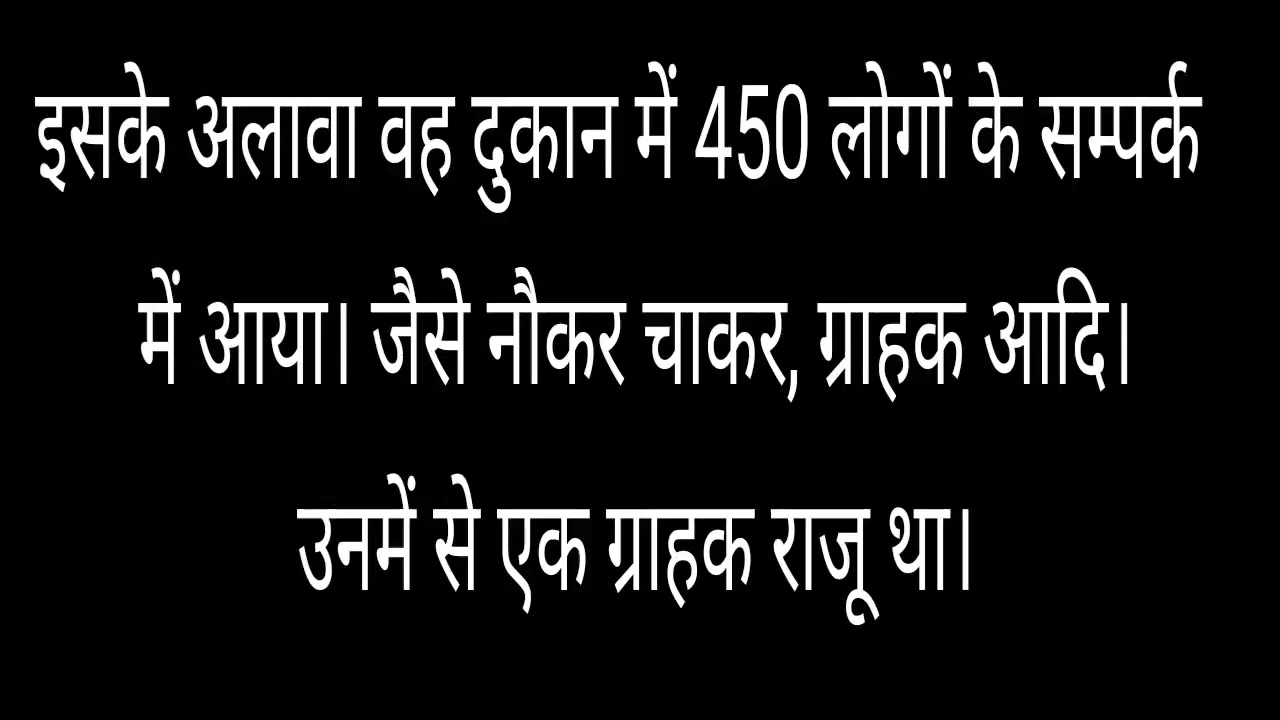 इसके अलावा वह दुकान में 450 लोगों के सम्पर्क
में आया। जैसे नौकर चाकर, ग्राहक आदि।
उनमें से एक ग्राहक राजू था।